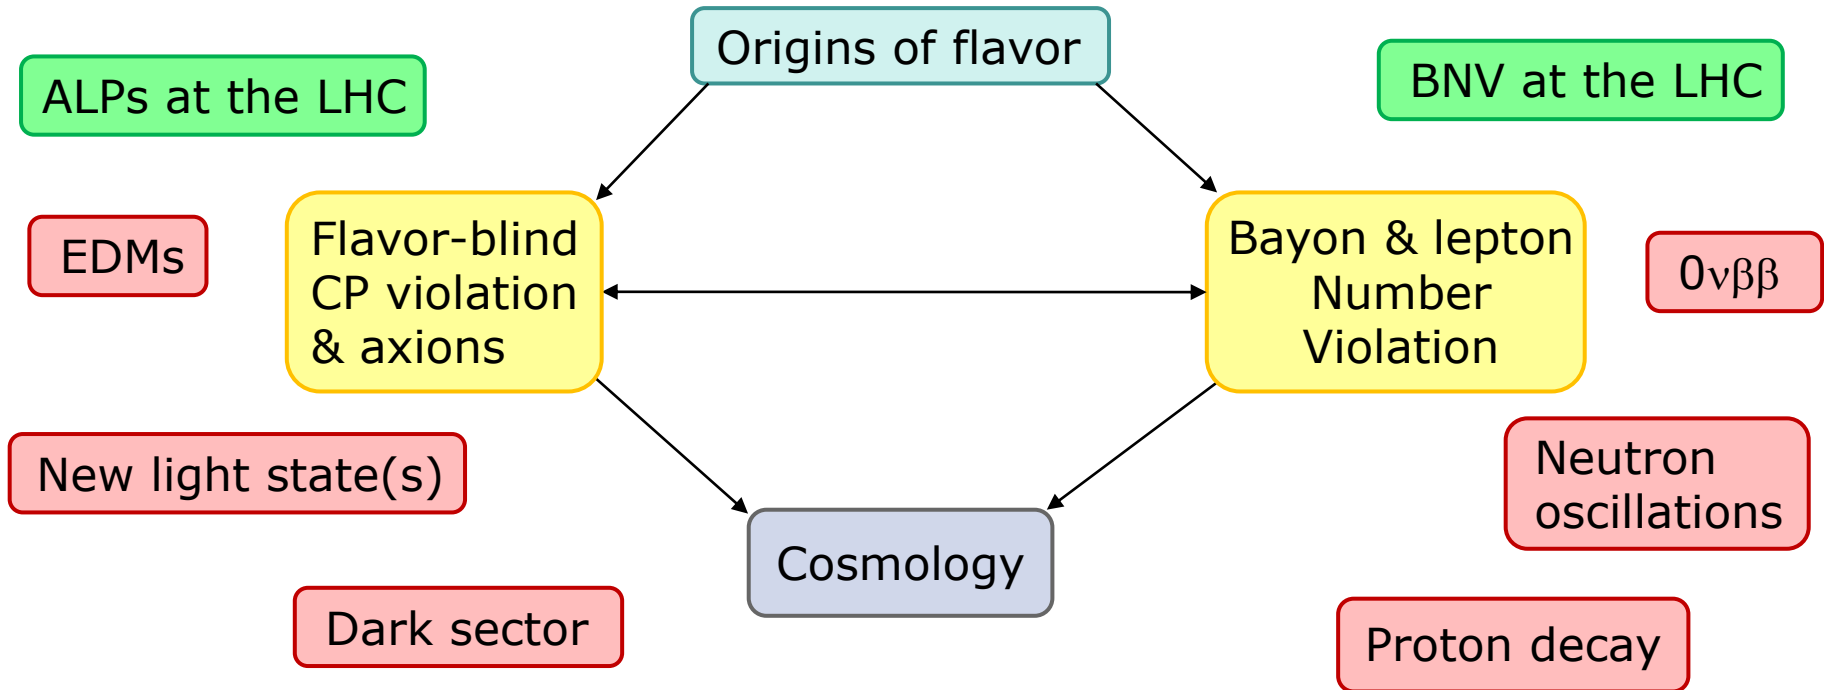 Origins of flavor
ALPs at the LHC
BNV at the LHC
EDMs
Flavor-blind
CP violation
& axions
Bayon & lepton
Number
Violation
0νββ
New light state(s)
Neutron
oscillations
Cosmology
Dark sector
Proton decay